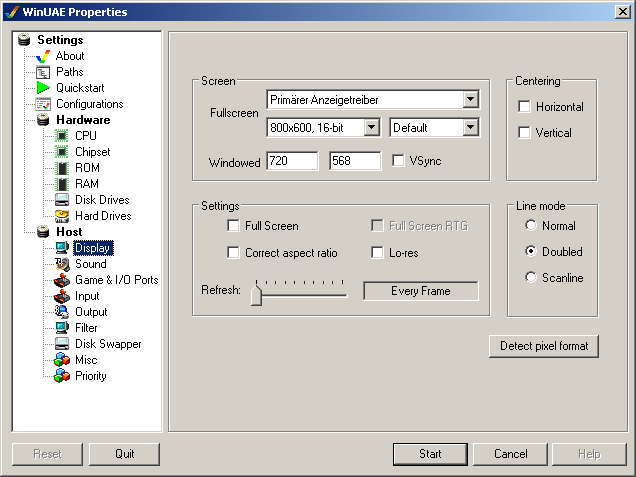 WinUAE Properties
Settings
About
Paths
Quickstart
Configurations
Hardware
CPU
Chipset
ROM
RAM
Disk Drives
Hard Drives
Host
Display
Sound
Game & I/O Ports
Input
Output
Filter
Disk Swapper
Misc
Priority
Screen
Fullscreen
Primärer Anzeigetreiber
800x600, 16-bit
Default
Windowed
720
568
VSync
Centering
Horizontal
Vertical
Settings
Full Screen
Full Screen RTG
Correct aspect ratio
Lo-res
Refresh:
Every Frame
Line mode
Normal
Doubled
Scanline
Detect pixel format
Reset
Quit
Start
Cancel
Help